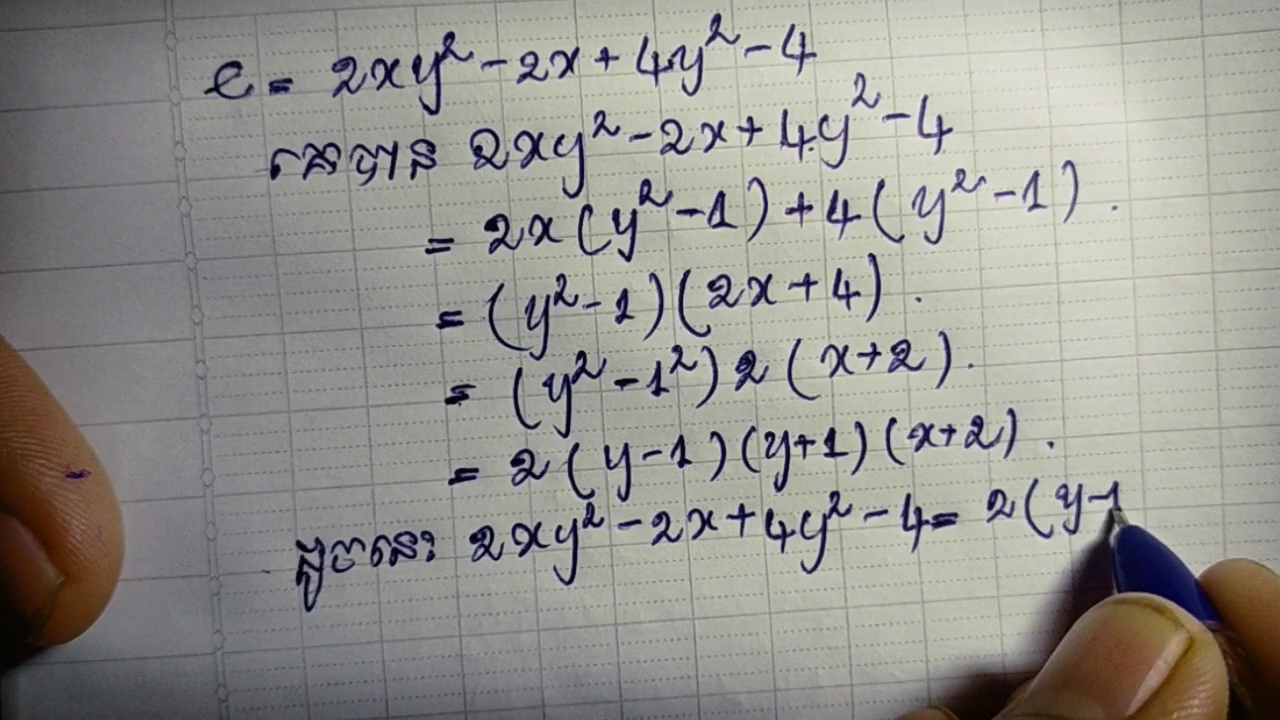 e = 2xy² - 2x + 4y² - 4
គេបាន 2xy² - 2x + 4y² - 4
= 2x(y² - 1) + 4(y² - 1).
= (y² - 1)(2x + 4).
= (y² - 1²)2(x+2).
= 2(y-1)(y+1)(x+2).
ដូចនេះ 2xy² - 2x + 4y² - 4 = 2(y-1